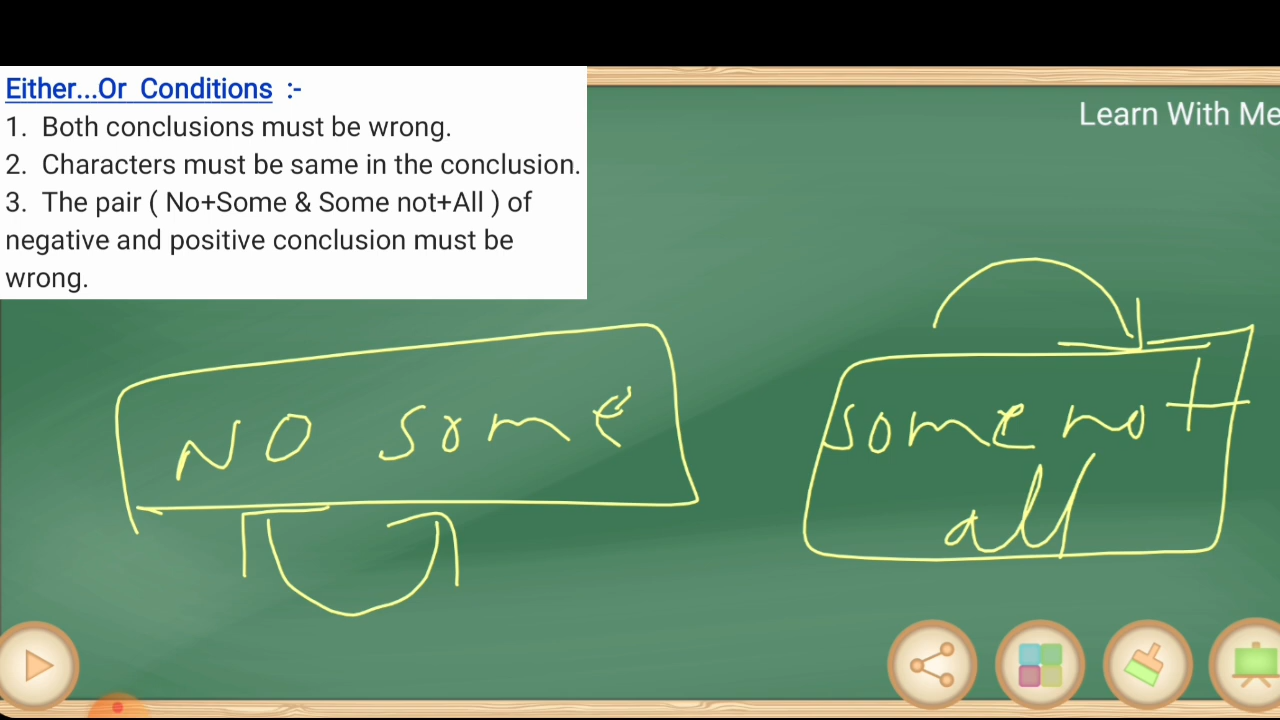 Either...Or Conditions :-
1. Both conclusions must be wrong.
2. Characters must be same in the conclusion.
3. The pair ( No+Some & Some not+All ) of
negative and positive conclusion must be
wrong.
Learn With Me
NO some
some not
all